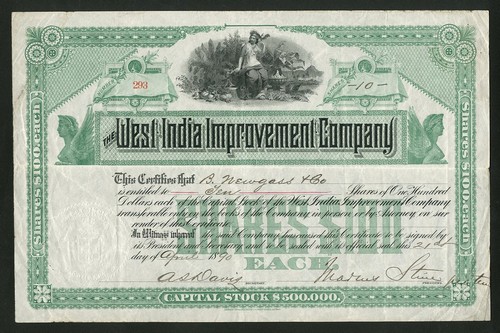 293
-10-
THE West India Improvement Company
Shares $100. each
Shares $100. each
This Certifies that B. Newgass & Co
is entitled to Ten Shares of One Hundred
Dollars each of the Capital Stock of the West India Improvement Company
transferable only on the books of the Company in person or by Attorney on sur
render of this Certificate.
In Witness whereof the said Company has caused this Certificate to be signed by
its President and Secretary and to be sealed with its official seal this 21st
day of April 1890
EACH
A S Davis
CAPITAL STOCK $500,000.